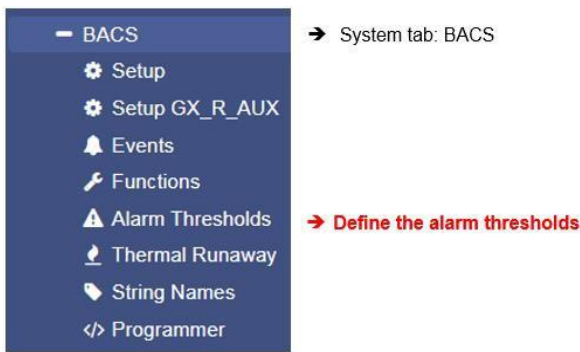 BACS ➔ System tab: BACS
Setup
Setup GX_R_AUX
Events
Functions
Alarm Thresholds ➔ Define the alarm thresholds
Thermal Runaway
String Names
</> Programmer